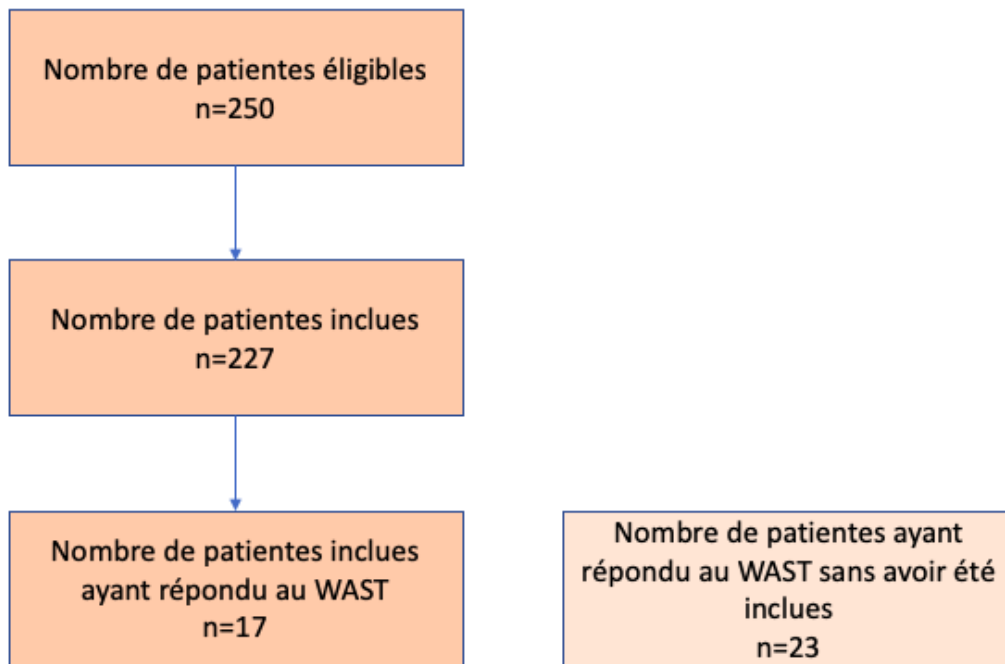 Nombre de patientes éligibles
n=250
Nombre de patientes inclues
n=227
Nombre de patientes inclues
ayant répondu au WAST
n=17
Nombre de patientes ayant
répondu au WAST sans avoir été
inclues
n=23